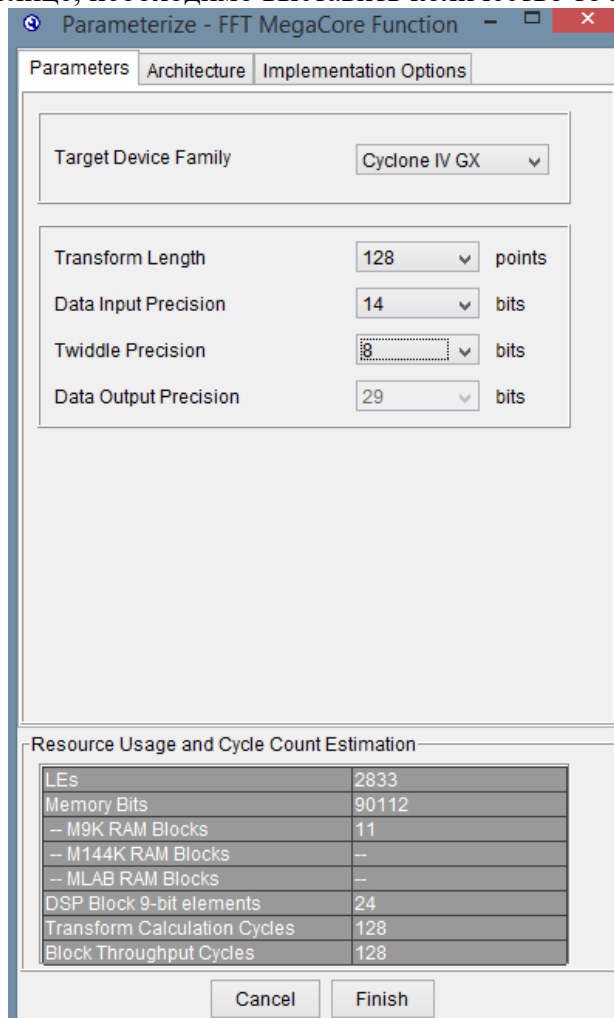 необходимо выставить количество
Parameterize - FFT MegaCore Function
Parameters Architecture Implementation Options
Target Device Family Cyclone IV GX
Transform Length 128 points
Data Input Precision 14 bits
Twiddle Precision 8 bits
Data Output Precision 29 bits
Resource Usage and Cycle Count Estimation
LEs 2833
Memory Bits 90112
-- M9K RAM Blocks 11
-- M144K RAM Blocks --
-- MLAB RAM Blocks --
DSP Block 9-bit elements 24
Transform Calculation Cycles 128
Block Throughput Cycles 128
Cancel Finish